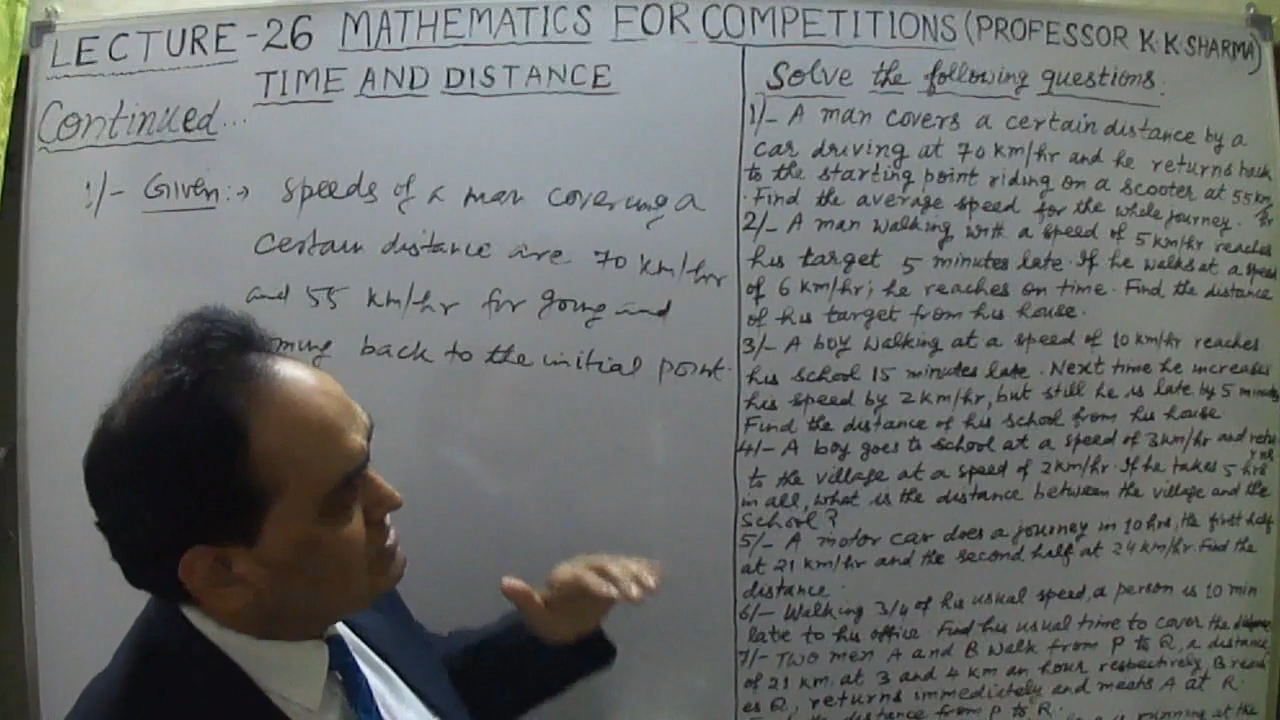 LECTURE-26 MATHEMATICS FOR COMPETITIONS (PROFESSOR K.K.SHARMA)
TIME AND DISTANCE
Continued...
1/- Given:→ speeds of a man covering a
certain distance are 70 km/hr
and 55 km/hr for going and
oming back to the initial point.
Solve the following questions:
1/- A man covers a certain distance by a
car driving at 70 km/hr and he returns back
to the starting point riding on a scooter at 55 km/hr
. Find the average speed for the whole journey.
2/- A man walking with a speed of 5 km/hr reaches
his target 5 minutes late. If he walks at a speed
of 6 km/hr; he reaches on time. Find the distance
of his target from his house.
3/- A boy walking at a speed of 10 km/hr reaches
his school 15 minutes late. Next time he increases
his speed by 2 km/hr, but still he is late by 5 minutes
Find the distance of his school from his house
4/- A boy goes to school at a speed of 3 km/hr and returns
to the village at a speed of 2 km/hr. If he takes 5 hrs
in all, what is the distance between the village and the
School?
5/- A motor car does a journey in 10 hrs, the first half
at 21 km/hr and the second half at 24 km/hr. Find the
distance.
6/- Walking 3/4 of his usual speed, a person is 10 min
late to his office. Find his usual time to cover the distance
7/- Two men A and B walk from P to Q, a distance
of 21 km at 3 and 4 km an hour respectively. B reach
es Q, returns immediately and meets A at R.
distance from P to R.
running at the